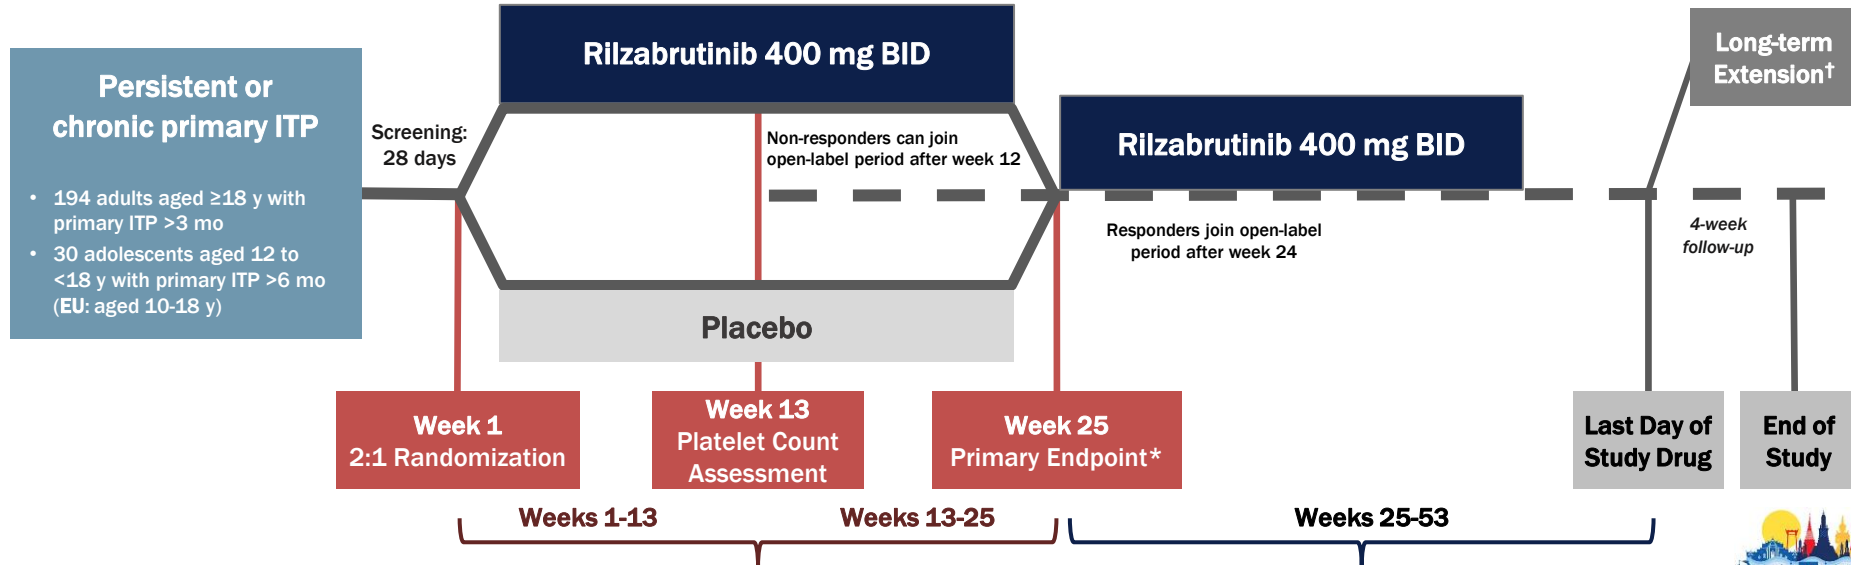 Persistent or
chronic primary ITP
• 194 adults aged ≥18 y with
primary ITP >3 mo
• 30 adolescents aged 12 to
<18 y with primary ITP >6 mo
(EU: aged 10-18 y)
Screening:
28 days
Rilzabrutinib 400 mg BID
Non-responders can join
open-label period after week 12
Placebo
Rilzabrutinib 400 mg BID
Responders join open-label
period after week 24
Long-term
Extension†
4-week
follow-up
Week 1
2:1 Randomization
Week 13
Platelet Count
Assessment
Week 25
Primary Endpoint*
Last Day of
Study Drug
End of
Study
Weeks 1-13
Weeks 13-25
Weeks 25-53